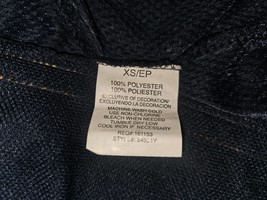 XS/EP
100% POLYESTER
100% POLIESTER
EXCLUSIVE OF DECORATION
EXCLUYENDO LA DECORACION
MACHINE WASH COLD
USE NON-CHLORINE
BLEACH WHEN NEEDED
TUMBLE DRY LOW
COOL IRON IF NECESSARY